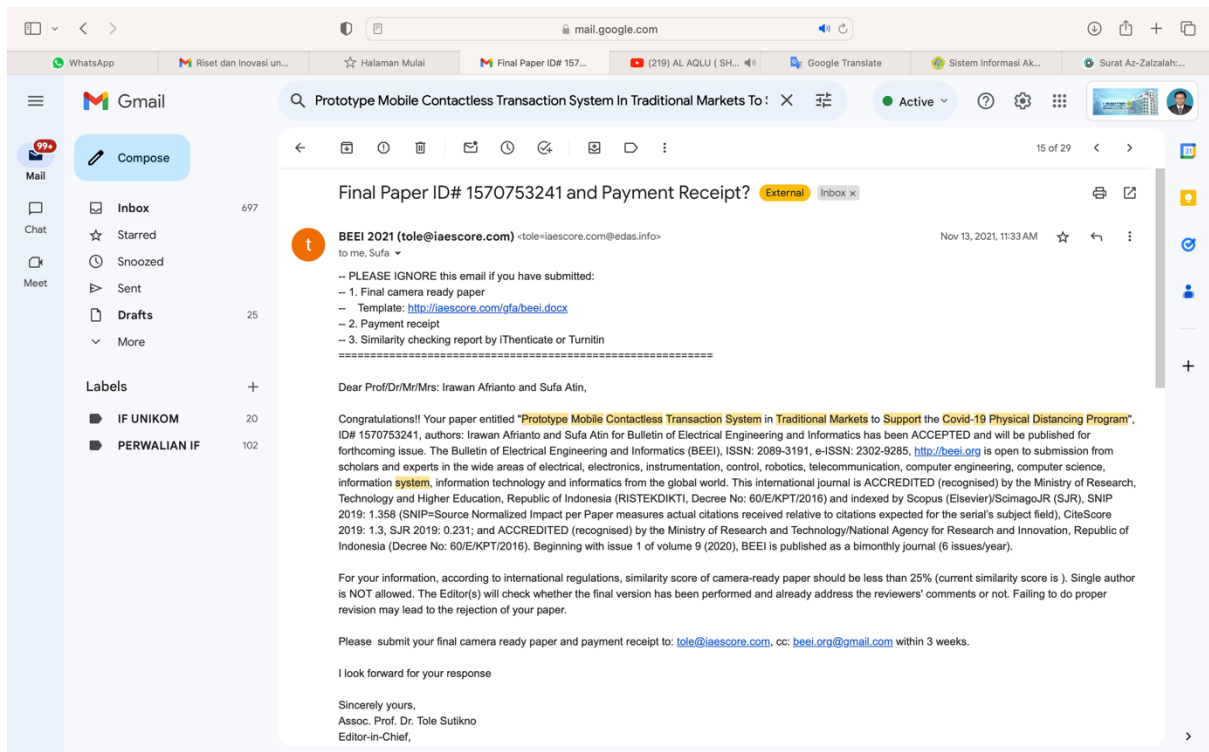 mail.google.com
WhatsApp
Riset dan Inovasi un...
Halaman Mulai
Final Paper ID# 157...
(219) AL AQLU ( SH...
Google Translate
Sistem Informasi Ak...
Surat Az-Zalzalah:...
Gmail
Prototype Mobile Contactless Transaction System In Traditional Markets To
Active
99+
Mail
Chat
Meet
Compose
Inbox 697
Starred
Snoozed
Sent
Drafts 25
More
Labels
IF UNIKOM 20
PERWALIAN IF 102
15 of 29
31
Final Paper ID# 1570753241 and Payment Receipt? External Inbox x
t
BEEI 2021 (tole@iaescore.com) <tole=iaescore.com@edas.info>
Nov 13, 2021, 11:33 AM
to me, Sufa
-- PLEASE IGNORE this email if you have submitted:
-- 1. Final camera ready paper
-- Template: http://iaescore.com/gfa/beei.docx
-- 2. Payment receipt
-- 3. Similarity checking report by iThenticate or Turnitin
============================================================
Dear Prof/Dr/Mr/Mrs: Irawan Afrianto and Sufa Atin,
Congratulations!! Your paper entitled "Prototype Mobile Contactless Transaction System in Traditional Markets to Support the Covid-19 Physical Distancing Program",
ID# 1570753241, authors: Irawan Afrianto and Sufa Atin for Bulletin of Electrical Engineering and Informatics has been ACCEPTED and will be published for
forthcoming issue. The Bulletin of Electrical Engineering and Informatics (BEEI), ISSN: 2089-3191, e-ISSN: 2302-9285, http://beei.org is open to submission from
scholars and experts in the wide areas of electrical, electronics, instrumentation, control, robotics, telecommunication, computer engineering, computer science,
information system, information technology and informatics from the global world. This international journal is ACCREDITED (recognised) by the Ministry of Research,
Technology and Higher Education, Republic of Indonesia (RISTEKDIKTI, Decree No: 60/E/KPT/2016) and indexed by Scopus (Elsevier)/ScimagoJR (SJR), SNIP
2019: 1.358 (SNIP=Source Normalized Impact per Paper measures actual citations received relative to citations expected for the serial's subject field), CiteScore
2019: 1.3, SJR 2019: 0.231; and ACCREDITED (recognised) by the Ministry of Research and Technology/National Agency for Research and Innovation, Republic of
Indonesia (Decree No: 60/E/KPT/2016). Beginning with issue 1 of volume 9 (2020), BEEI is published as a bimonthly journal (6 issues/year).
For your information, according to international regulations, similarity score of camera-ready paper should be less than 25% (current similarity score is ). Single author
is NOT allowed. The Editor(s) will check whether the final version has been performed and already address the reviewers' comments or not. Failing to do proper
revision may lead to the rejection of your paper.
Please submit your final camera ready paper and payment receipt to: tole@iaescore.com, cc: beei.org@gmail.com within 3 weeks.
I look forward for your response
Sincerely yours,
Assoc. Prof. Dr. Tole Sutikno
Editor-in-Chief,